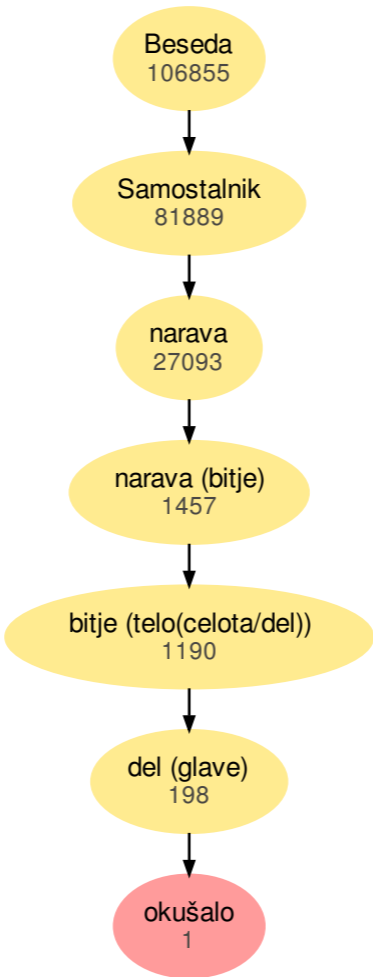 Beseda
106855
Samostalnik
81889
narava
27093
narava (bitje)
1457
bitje (telo(celota/del))
1190
del (glave)
198
okušalo
1